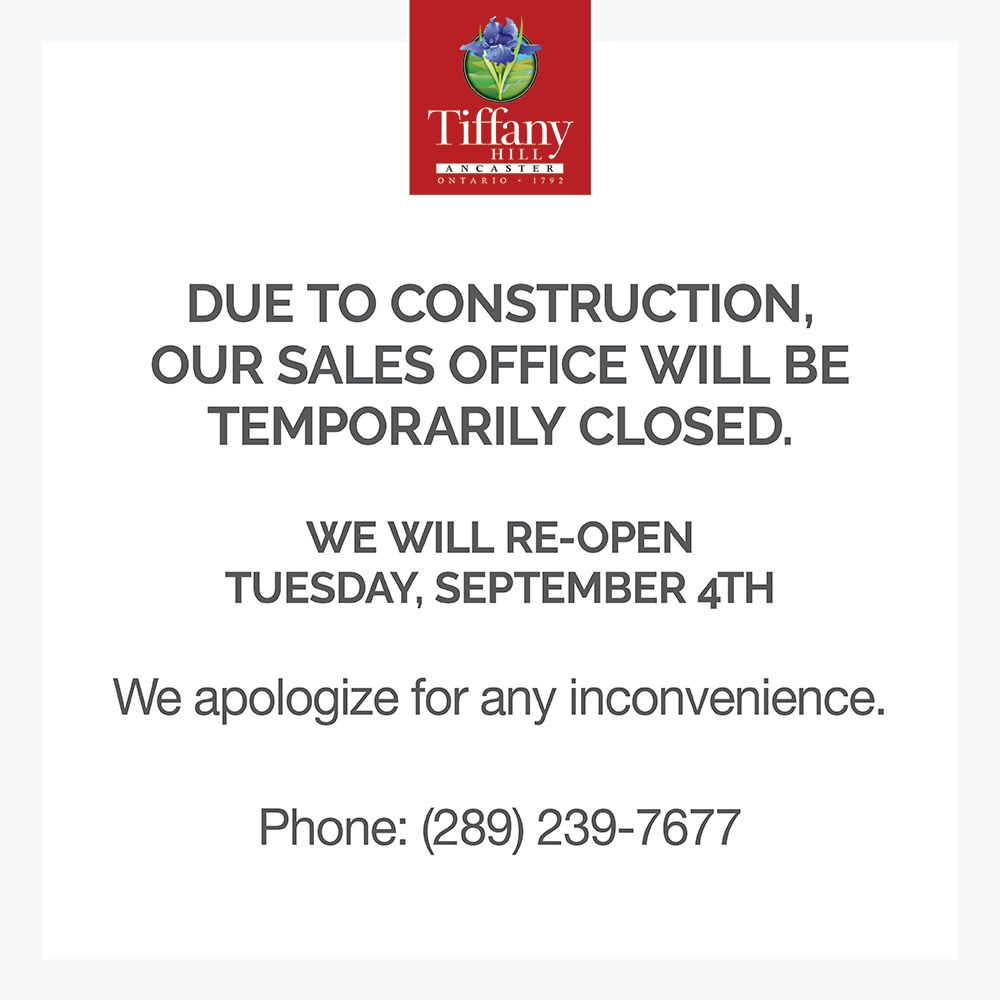 Tiffany
HILL
ANCASTER
ONTARIO • 1792
DUE TO CONSTRUCTION,
OUR SALES OFFICE WILL BE
TEMPORARILY CLOSED.
WE WILL RE-OPEN
TUESDAY, SEPTEMBER 4TH
We apologize for any inconvenience.
Phone: (289) 239-7677